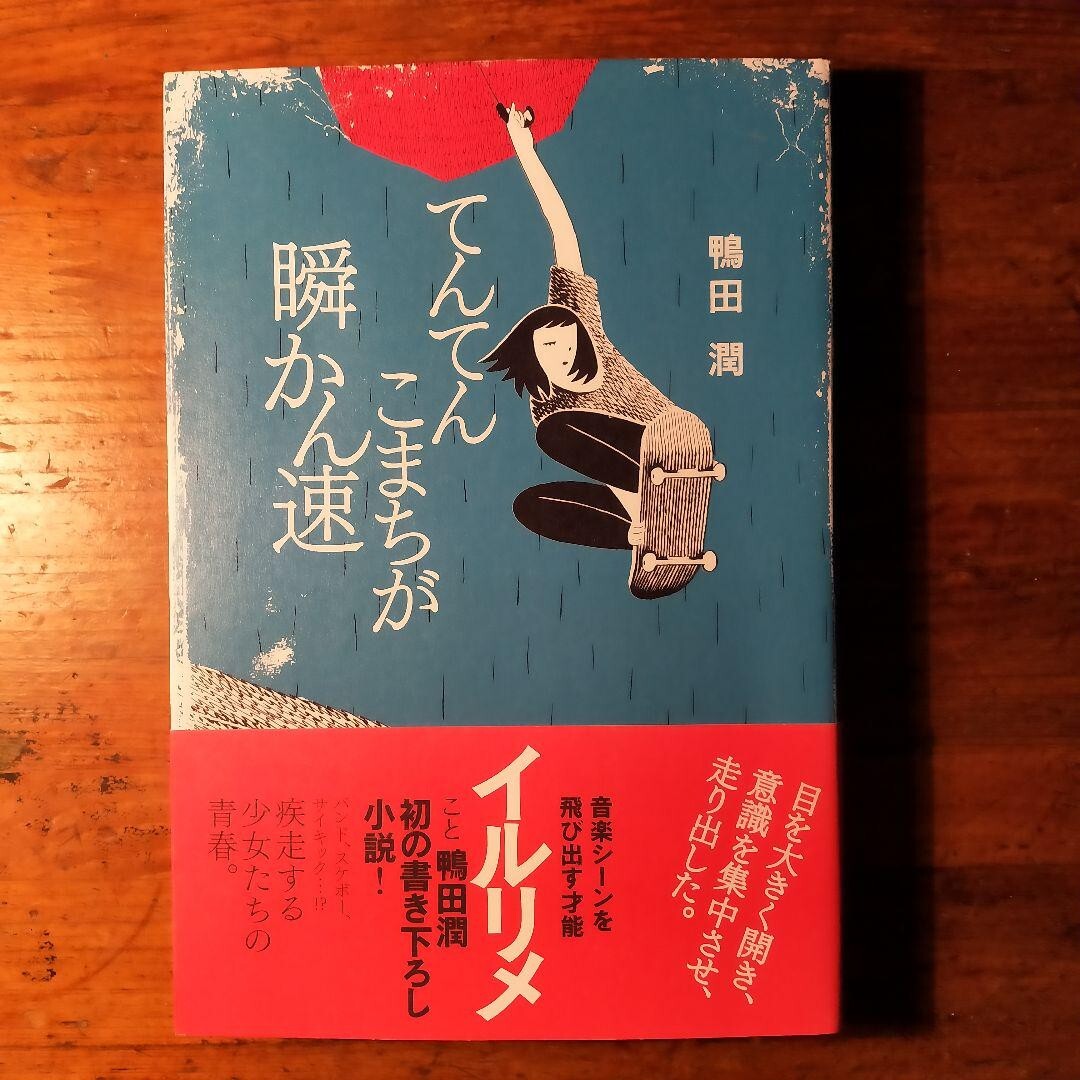 鴨田 潤
てんてん
こまちが
瞬かん速
目を大きく開き、
意識を集中させ、
走り出した。
音楽シーンを
飛び出す才能
イルリメ
こと 鴨田潤
初の書き下ろし
小説！
バンド、スケボー、
サイキック…!?
疾走する
少女たちの
青春。